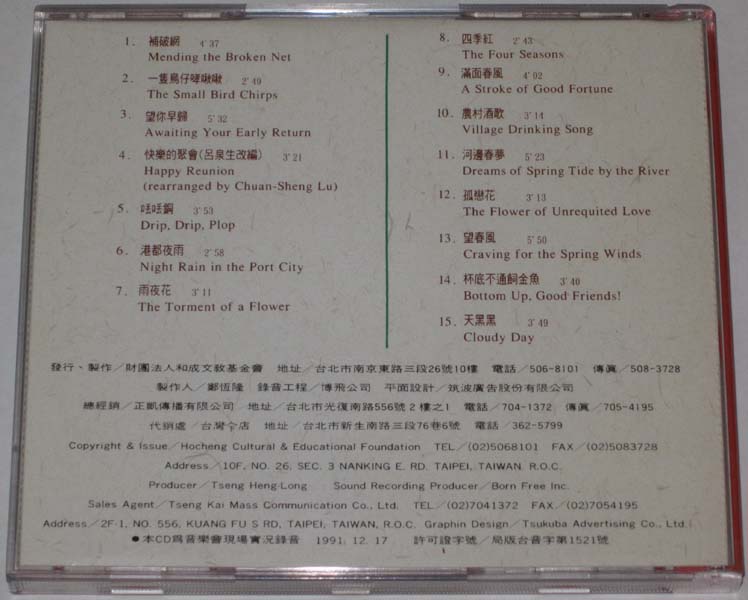 1. 補破網 4'37
Mending the Broken Net
2. 一隻鳥仔哮啾啾 2'49
The Small Bird Chirps
3. 望你早歸 5'32
Awaiting Your Early Return
4. 快樂的聚會(呂泉生改編) 3'21
Happy Reunion
(rearranged by Chuan-Sheng Lu)
5. 呧呧銅 3'53
Drip, Drip, Plop
6. 港都夜雨 2'58
Night Rain in the Port City
7. 雨夜花 3'11
The Torment of a Flower
8. 四季紅 2'43
The Four Seasons
9. 滿面春風 4'02
A Stroke of Good Fortune
10. 農村酒歌 3'14
Village Drinking Song
11. 河邊春夢 5'23
Dreams of Spring Tide by the River
12. 孤戀花 3'13
The Flower of Unrequited Love
13. 望春風 5'50
Craving for the Spring Winds
14. 杯底不通飼金魚 3'40
Bottom Up, Good Friends!
15. 天黑黑 3'49
Cloudy Day
發行、製作/財團法人和成文敎基金會 地址/台北市南京東路三段26號10樓 電話/506-8101 傳眞/508-3728
製作人/鄭恆隆 錄音工程/博飛公司 平面設計/筑波廣告股份有限公司
總經銷/正凱傳播有限公司 地址/台北市光復南路556號2樓之1 電話/704-1372 傳眞/705-4195
代銷處/台灣个店 地址/台北市新生南路三段76巷6號 電話/362-5799
Copyright & Issue/Hocheng Cultural & Educational Foundation TEL/(02)5068101 FAX/(02)5083728
Address/10F, NO. 26, SEC. 3 NANKING E. RD. TAIPEI, TAIWAN, R.O.C.
Producer/Tseng Heng-Long Sound Recording Producer/Born Free Inc.
Sales Agent/Tseng Kai Mass Communication Co., Ltd. TEL/(02)7041372 FAX/(02)7054195
Address/2F-1, NO. 556, KUANG FU S RD, TAIPEI, TAIWAN, R.O.C. Graphin Design/Tsukuba Advertising Co., Ltd.
●本CD爲音樂會現場實況錄音 1991. 12. 17 許可證字號/局版台音字第1521號